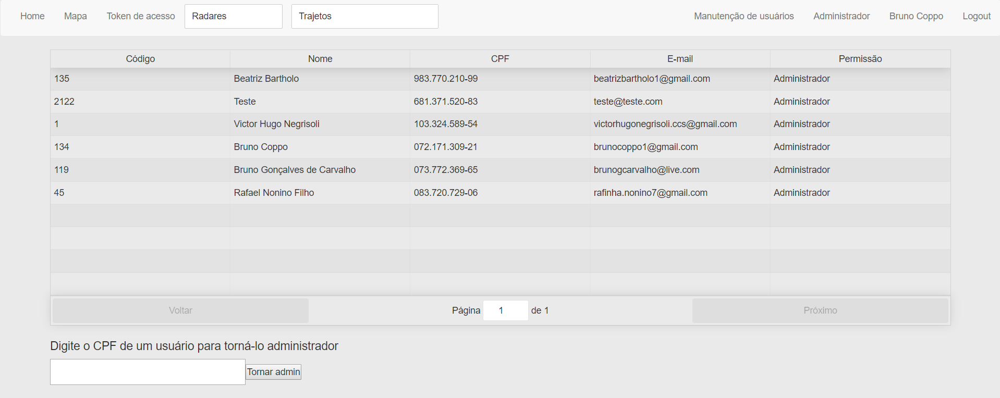 Home Mapa Token de acesso Radares Trajetos Manutenção de usuários Administrador Bruno Coppo Logout
Código Nome CPF E-mail Permissão
135 Beatriz Bartholo 983.770.210-99 beatrizbartholo1@gmail.com Administrador
2122 Teste 681.371.520-83 teste@teste.com Administrador
1 Victor Hugo Negrisoli 103.324.589-54 victorhugonegrisoli.ccs@gmail.com Administrador
134 Bruno Coppo 072.171.309-21 brunocoppo1@gmail.com Administrador
119 Bruno Gonçalves de Carvalho 073.772.369-65 brunogcarvalho@live.com Administrador
45 Rafael Nonino Filho 083.720.729-06 rafinha.nonino7@gmail.com Administrador
Voltar Página 1 de 1 Próximo
Digite o CPF de um usuário para torná-lo administrador
Tornar admin